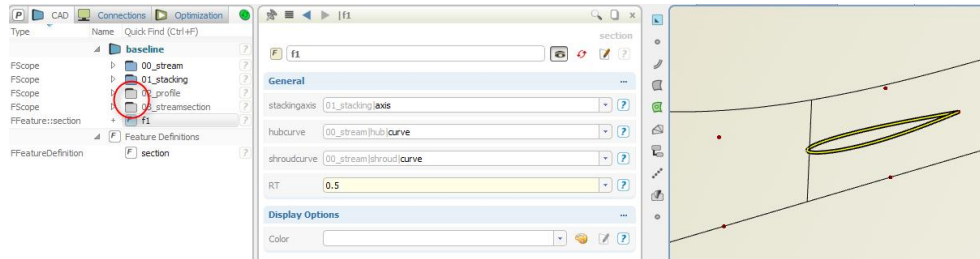 P CAD Connections Optimization
Type Name Quick Find (Ctrl+F)
baseline ?
FScope 00_stream
FScope 01_stacking
FScope 02_profile
FScope 03_streamsection
FFeature::section f1 ?
F Feature Definitions
FFeatureDefinition F section ?
|f1
section
F f1 ?
General ...
stackingaxis 01_stacking|axis ?
hubcurve 00_stream|hub|curve ?
shroudcurve 00_stream|shroud|curve ?
RT 0.5 ?
Display Options ...
Color ?